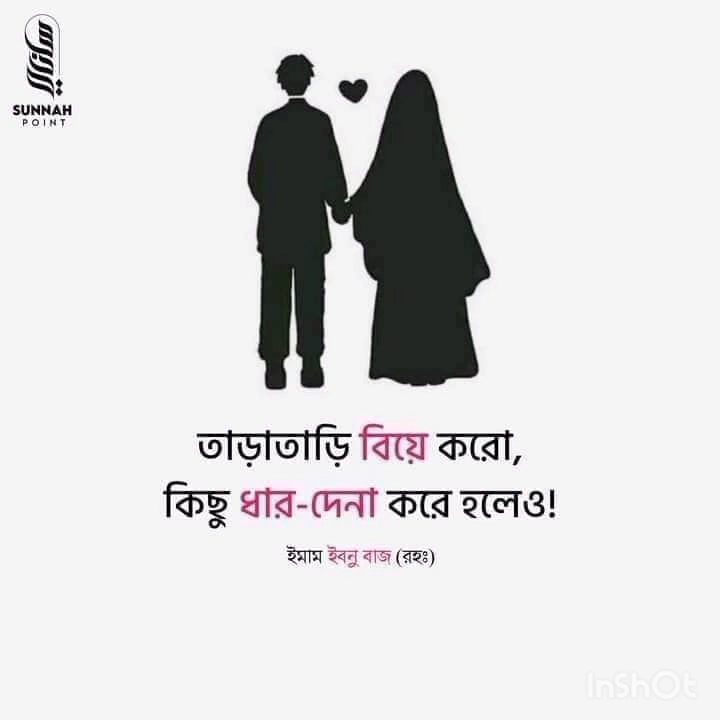 SUNNAH
POINT
তাড়াতাড়ি বিয়ে করো,
কিছু ধার-দেনা করে হলেও!
ইমাম ইবনু বাজ (রহঃ)
InShOt